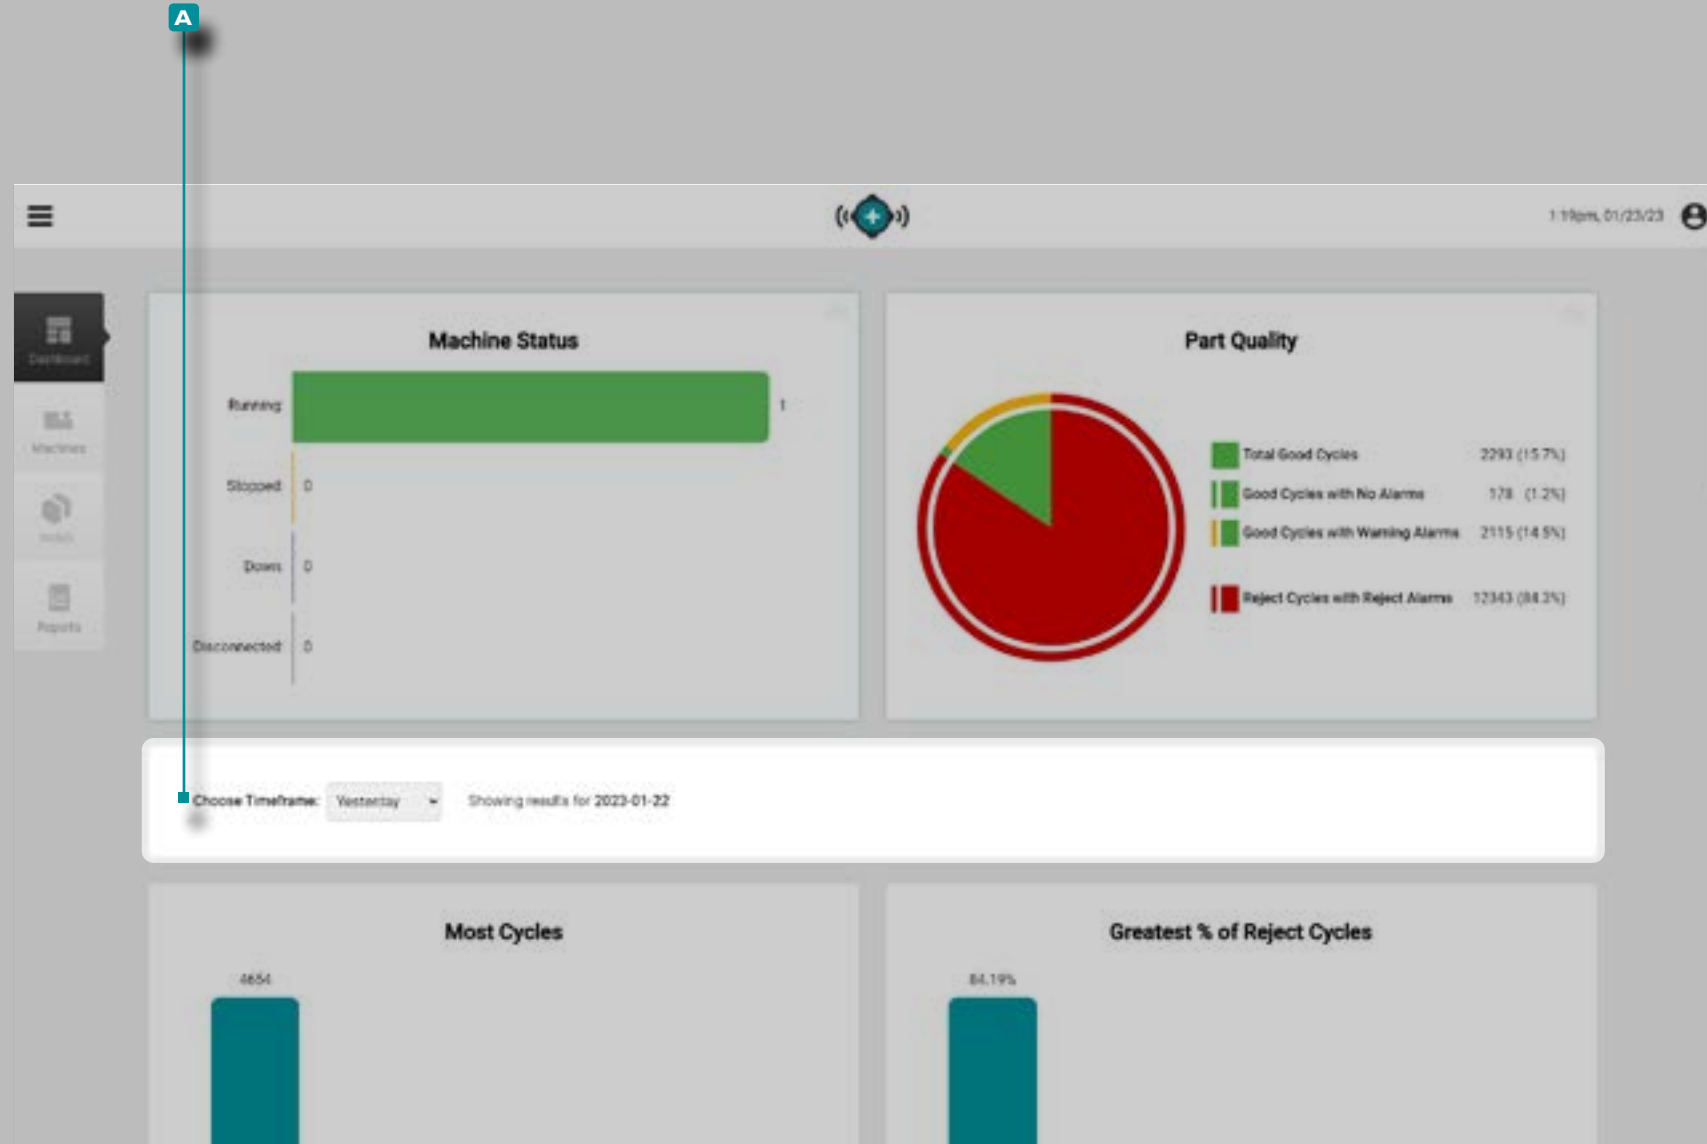 A
1:19pm, 01/23/23
Dashboard
Machines
Reports
Machine Status
Running: 1
Stopped: 0
Down: 0
Disconnected: 0
Part Quality
Total Good Cycles 2293 (15.7%)
Good Cycles with No Alarms 178 (1.2%)
Good Cycles with Warning Alarms 2115 (14.5%)
Reject Cycles with Reject Alarms 12343 (84.3%)
Choose Timeframe: Yesterday Showing results for 2023-01-22
Most Cycles
4654
Greatest % of Reject Cycles
84.19%